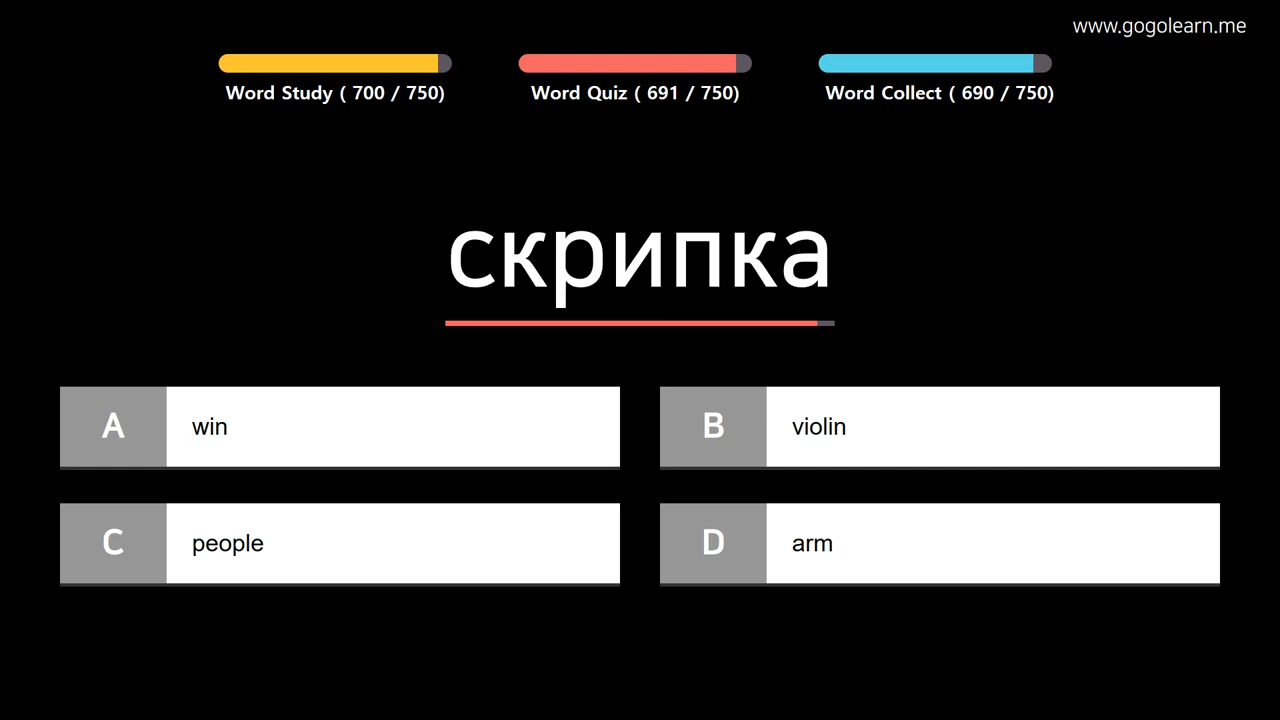 www.gogolearn.me
Word Study ( 700 / 750)
Word Quiz ( 691 / 750)
Word Collect ( 690 / 750)
скрипка
A win
B violin
C people
D arm